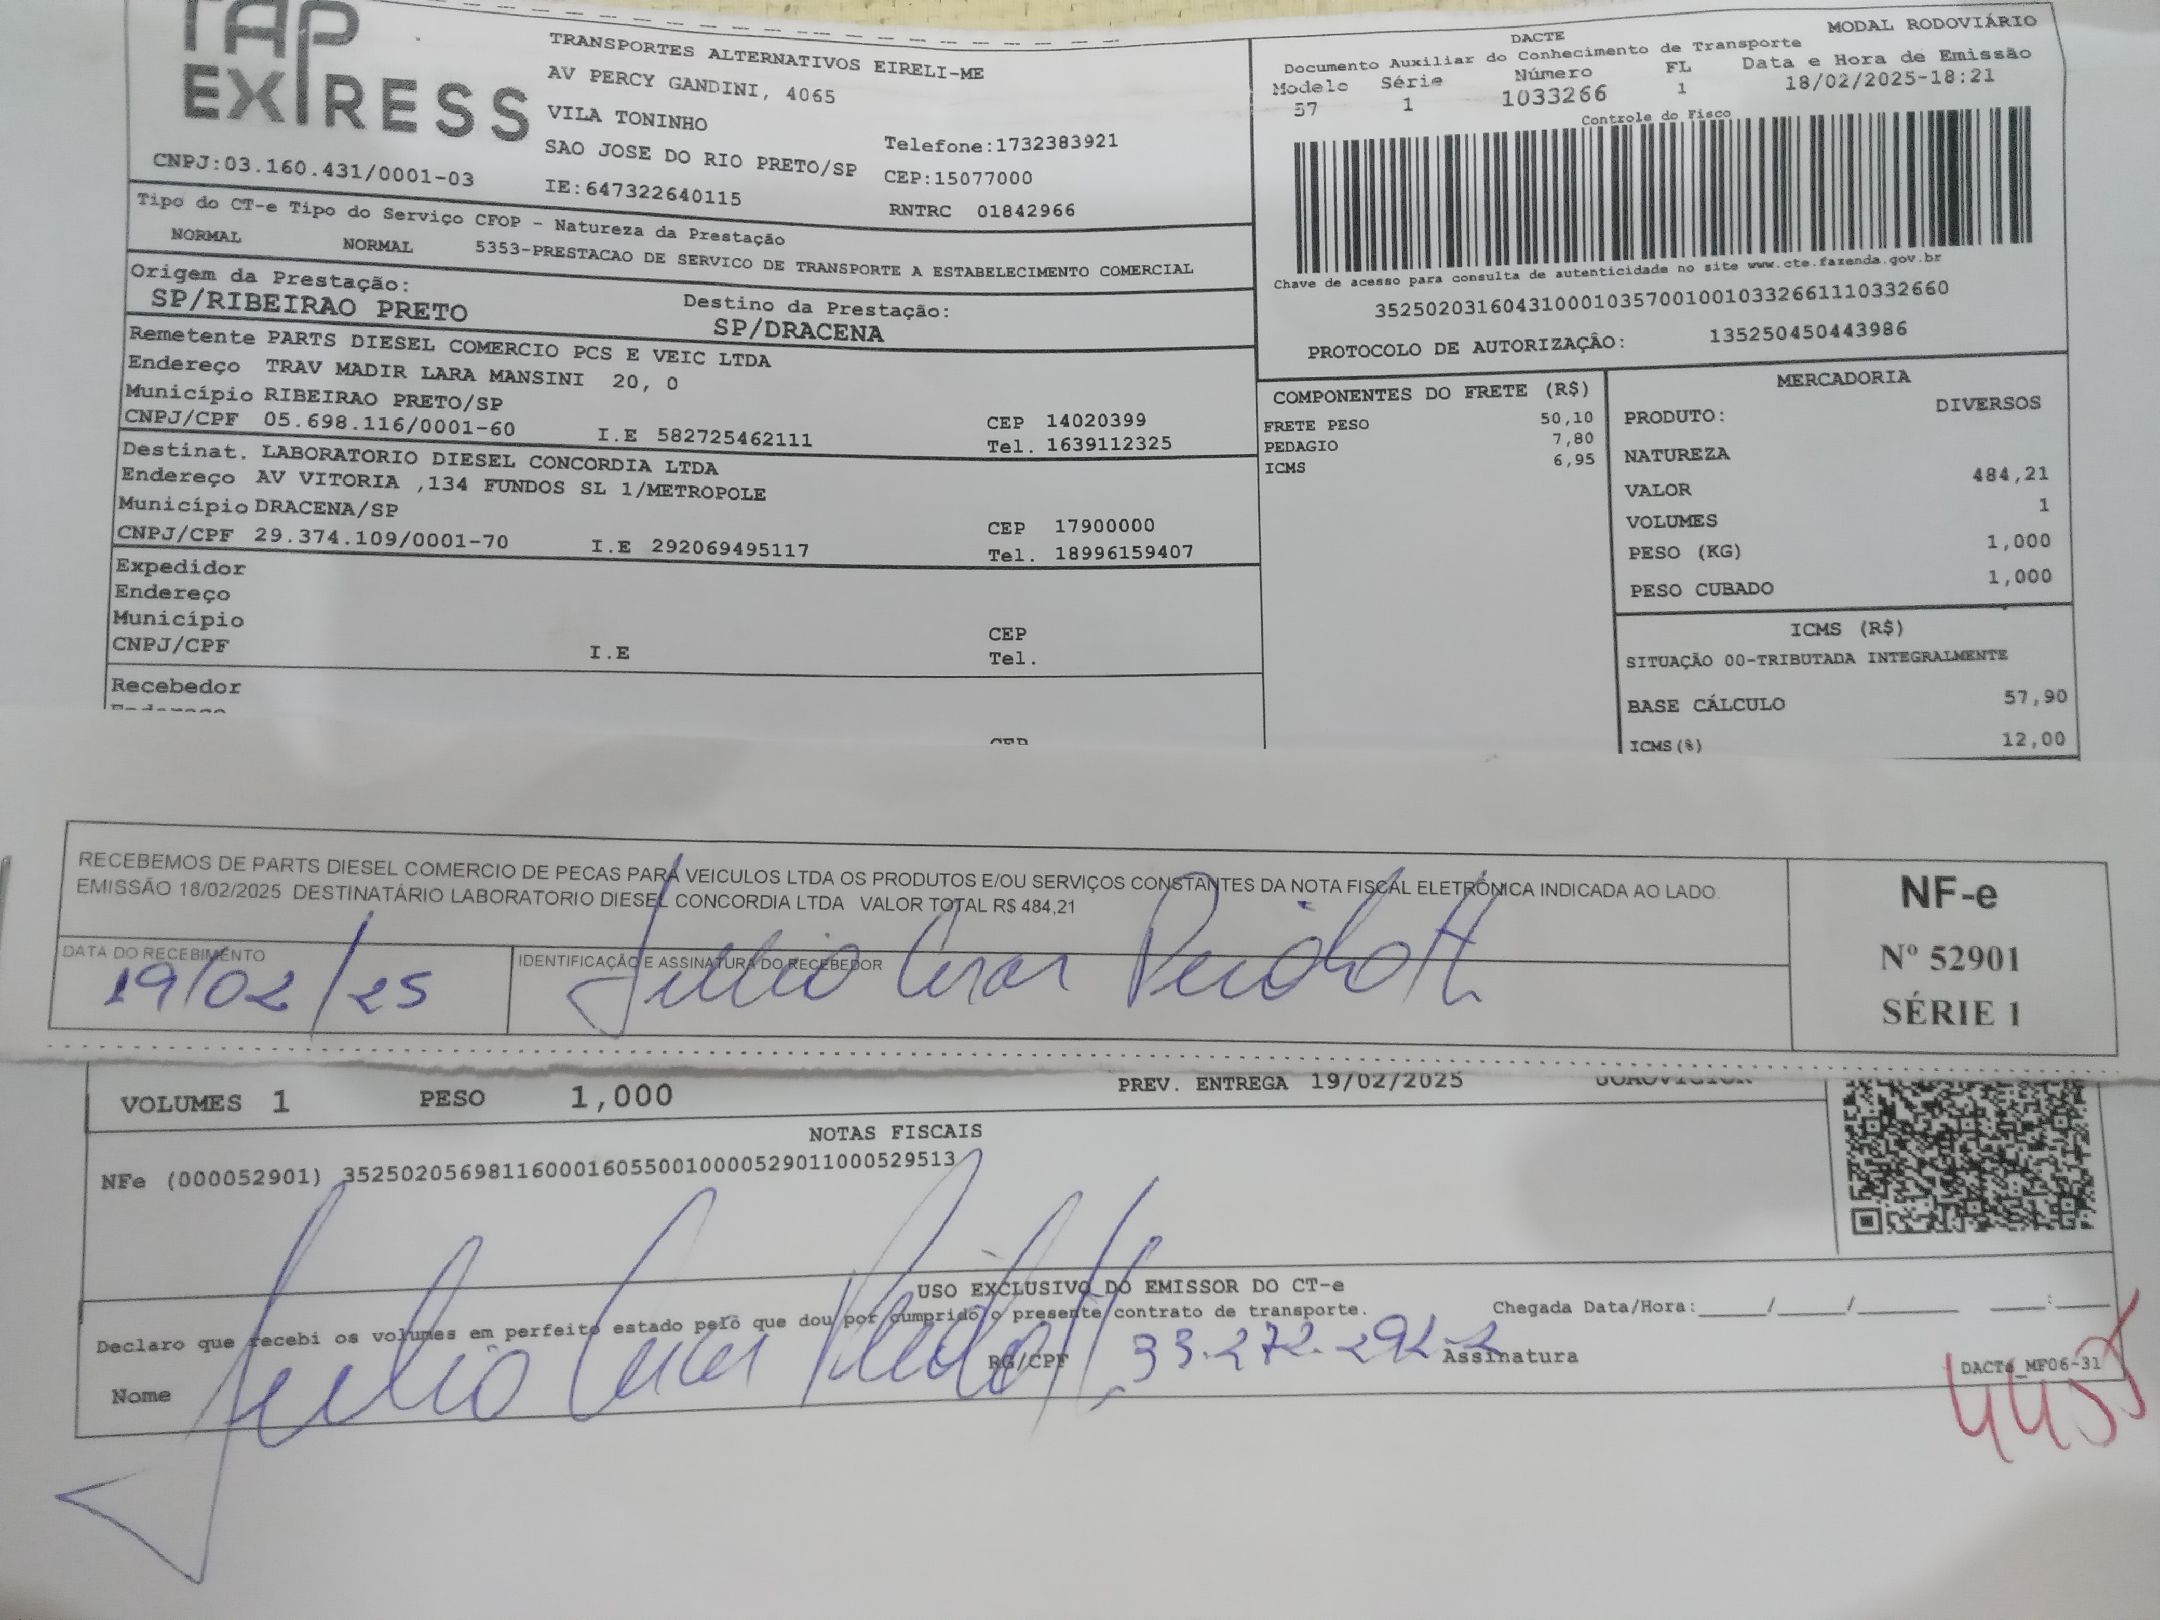 TAP
EXPRESS
CNPJ:03.160.431/0001-03
TRANSPORTES ALTERNATIVOS EIRELI-ME
AV PERCY GANDINI, 4065
VILA TONINHO
SAO JOSE DO RIO PRETO/SP
IE:647322640115
Telefone:1732383921
CEP:15077000
RNTRC 01842966
DACTE
MODAL RODOVIÁRIO
Documento Auxiliar do Conhecimento de Transporte
Modelo Série Número FL Data e Hora de Emissão
57 1 1033266 1 18/02/2025-18:21
Controle do Fisco
Chave de acesso para consulta de autenticidade no site www.cte.fazenda.gov.br
35250203160431000103570010010332661110332660
PROTOCOLO DE AUTORIZAÇÃO: 135250450443986
Tipo do CT-e Tipo do Serviço CFOP - Natureza da Prestação
NORMAL NORMAL 5353-PRESTACAO DE SERVICO DE TRANSPORTE A ESTABELECIMENTO COMERCIAL
Origem da Prestação: Destino da Prestação:
SP/RIBEIRAO PRETO SP/DRACENA
Remetente PARTS DIESEL COMERCIO PCS E VEIC LTDA
Endereço TRAV MADIR LARA MANSINI 20, 0
Município RIBEIRAO PRETO/SP CEP 14020399
CNPJ/CPF 05.698.116/0001-60 I.E 582725462111 Tel. 1639112325
Destinat. LABORATORIO DIESEL CONCORDIA LTDA
Endereço AV VITORIA ,134 FUNDOS SL 1/METROPOLE
Município DRACENA/SP CEP 17900000
CNPJ/CPF 29.374.109/0001-70 I.E 292069495117 Tel. 18996159407
Expedidor
Endereço
Município CEP
CNPJ/CPF I.E Tel.
Recebedor
Endereço
CEP
COMPONENTES DO FRETE (R$)
FRETE PESO 50,10
PEDAGIO 7,80
ICMS 6,95
MERCADORIA
PRODUTO: DIVERSOS
NATUREZA
VALOR 484,21
VOLUMES 1
PESO (KG) 1,000
PESO CUBADO 1,000
ICMS (R$)
SITUAÇÃO 00-TRIBUTADA INTEGRALMENTE
BASE CÁLCULO 57,90
ICMS(%) 12,00
RECEBEMOS DE PARTS DIESEL COMERCIO DE PECAS PARA VEICULOS LTDA OS PRODUTOS E/OU SERVIÇOS CONSTANTES DA NOTA FISCAL ELETRÔNICA INDICADA AO LADO.
EMISSÃO 18/02/2025 DESTINATÁRIO LABORATORIO DIESEL CONCORDIA LTDA VALOR TOTAL R$ 484,21
DATA DO RECEBIMENTO IDENTIFICAÇÃO E ASSINATURA DO RECEBEDOR
19/02/25 Julio Cesar
NF-e
Nº 52901
SÉRIE 1
VOLUMES 1 PESO 1,000 PREV. ENTREGA 19/02/2025
NOTAS FISCAIS
NFe (000052901) 35250205698116000160550010000529011000529513
USO EXCLUSIVO DO EMISSOR DO CT-e
Declaro que recebi os volumes em perfeito estado pelo que dou por cumprido o presente contrato de transporte. Chegada Data/Hora:____/____/____ __:__
Nome Julio Cesar RG/CPF 33.272.292-2 Assinatura
DACTe_MF06-31
4455